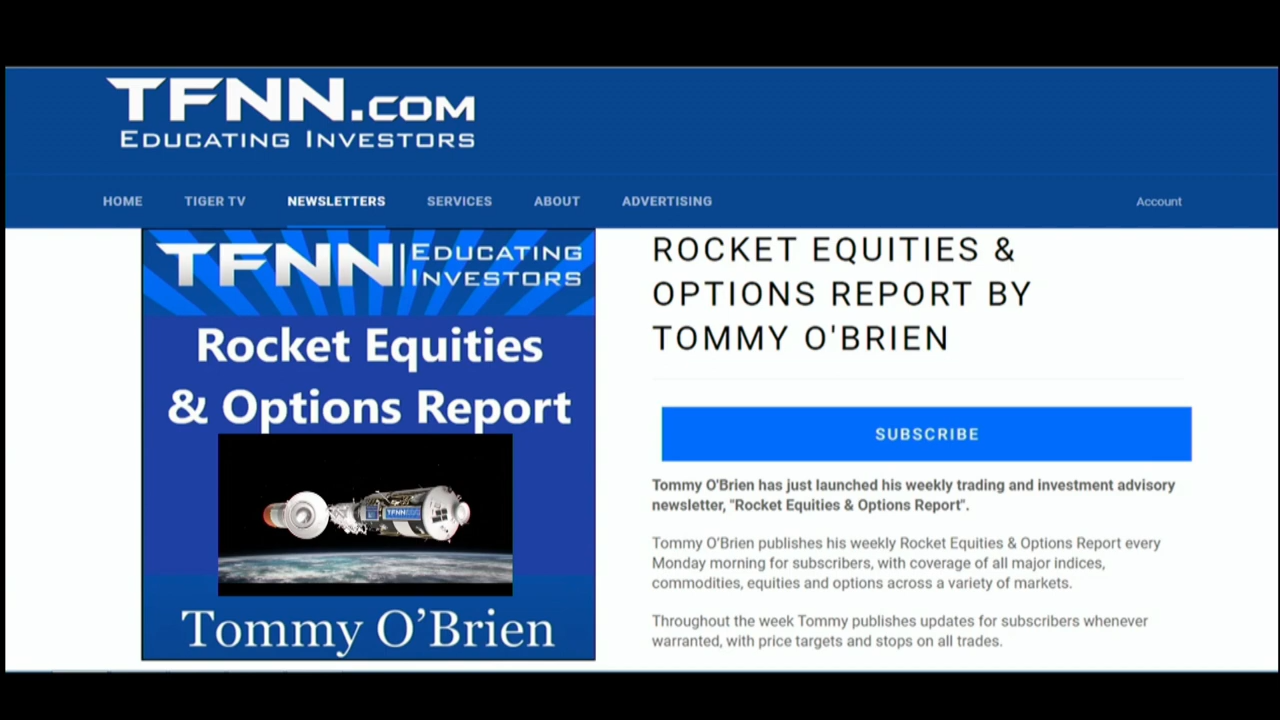 TFNN.COM
EDUCATING INVESTORS
HOME TIGER TV NEWSLETTERS SERVICES ABOUT ADVERTISING Account
TFNN EDUCATING
INVESTORS
Rocket Equities
& Options Report
TFNN
Tommy O’Brien
ROCKET EQUITIES &
OPTIONS REPORT BY
TOMMY O'BRIEN
SUBSCRIBE
Tommy O'Brien has just launched his weekly trading and investment advisory
newsletter, "Rocket Equities & Options Report".
Tommy O’Brien publishes his weekly Rocket Equities & Options Report every
Monday morning for subscribers, with coverage of all major indices,
commodities, equities and options across a variety of markets.
Throughout the week Tommy publishes updates for subscribers whenever
warranted, with price targets and stops on all trades.